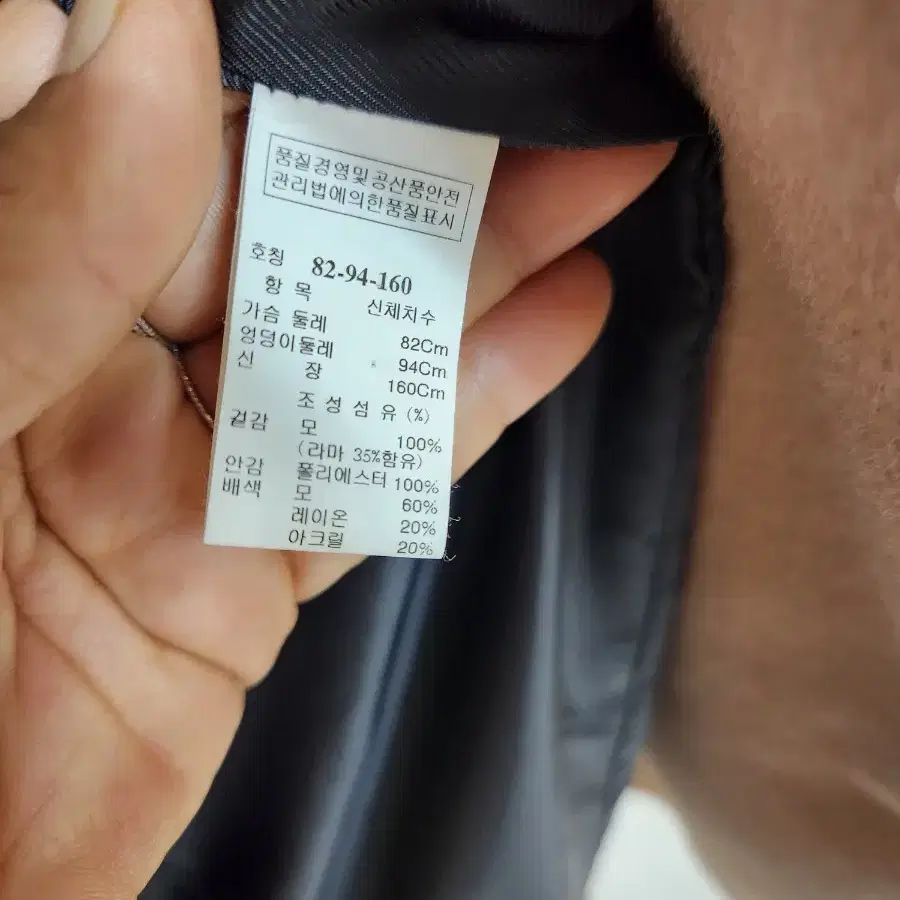 품질경영및공산품안전
관리법에의한품질표시
호칭 82-94-160
항 목 신체치수
가슴 둘레 82Cm
엉덩이둘레 94Cm
신 장 160Cm
조 성 섬 유 (%)
겉감 모 100%
(라마 35%함유)
안감 폴리에스터 100%
배색 모 60%
레이온 20%
아크릴 20%